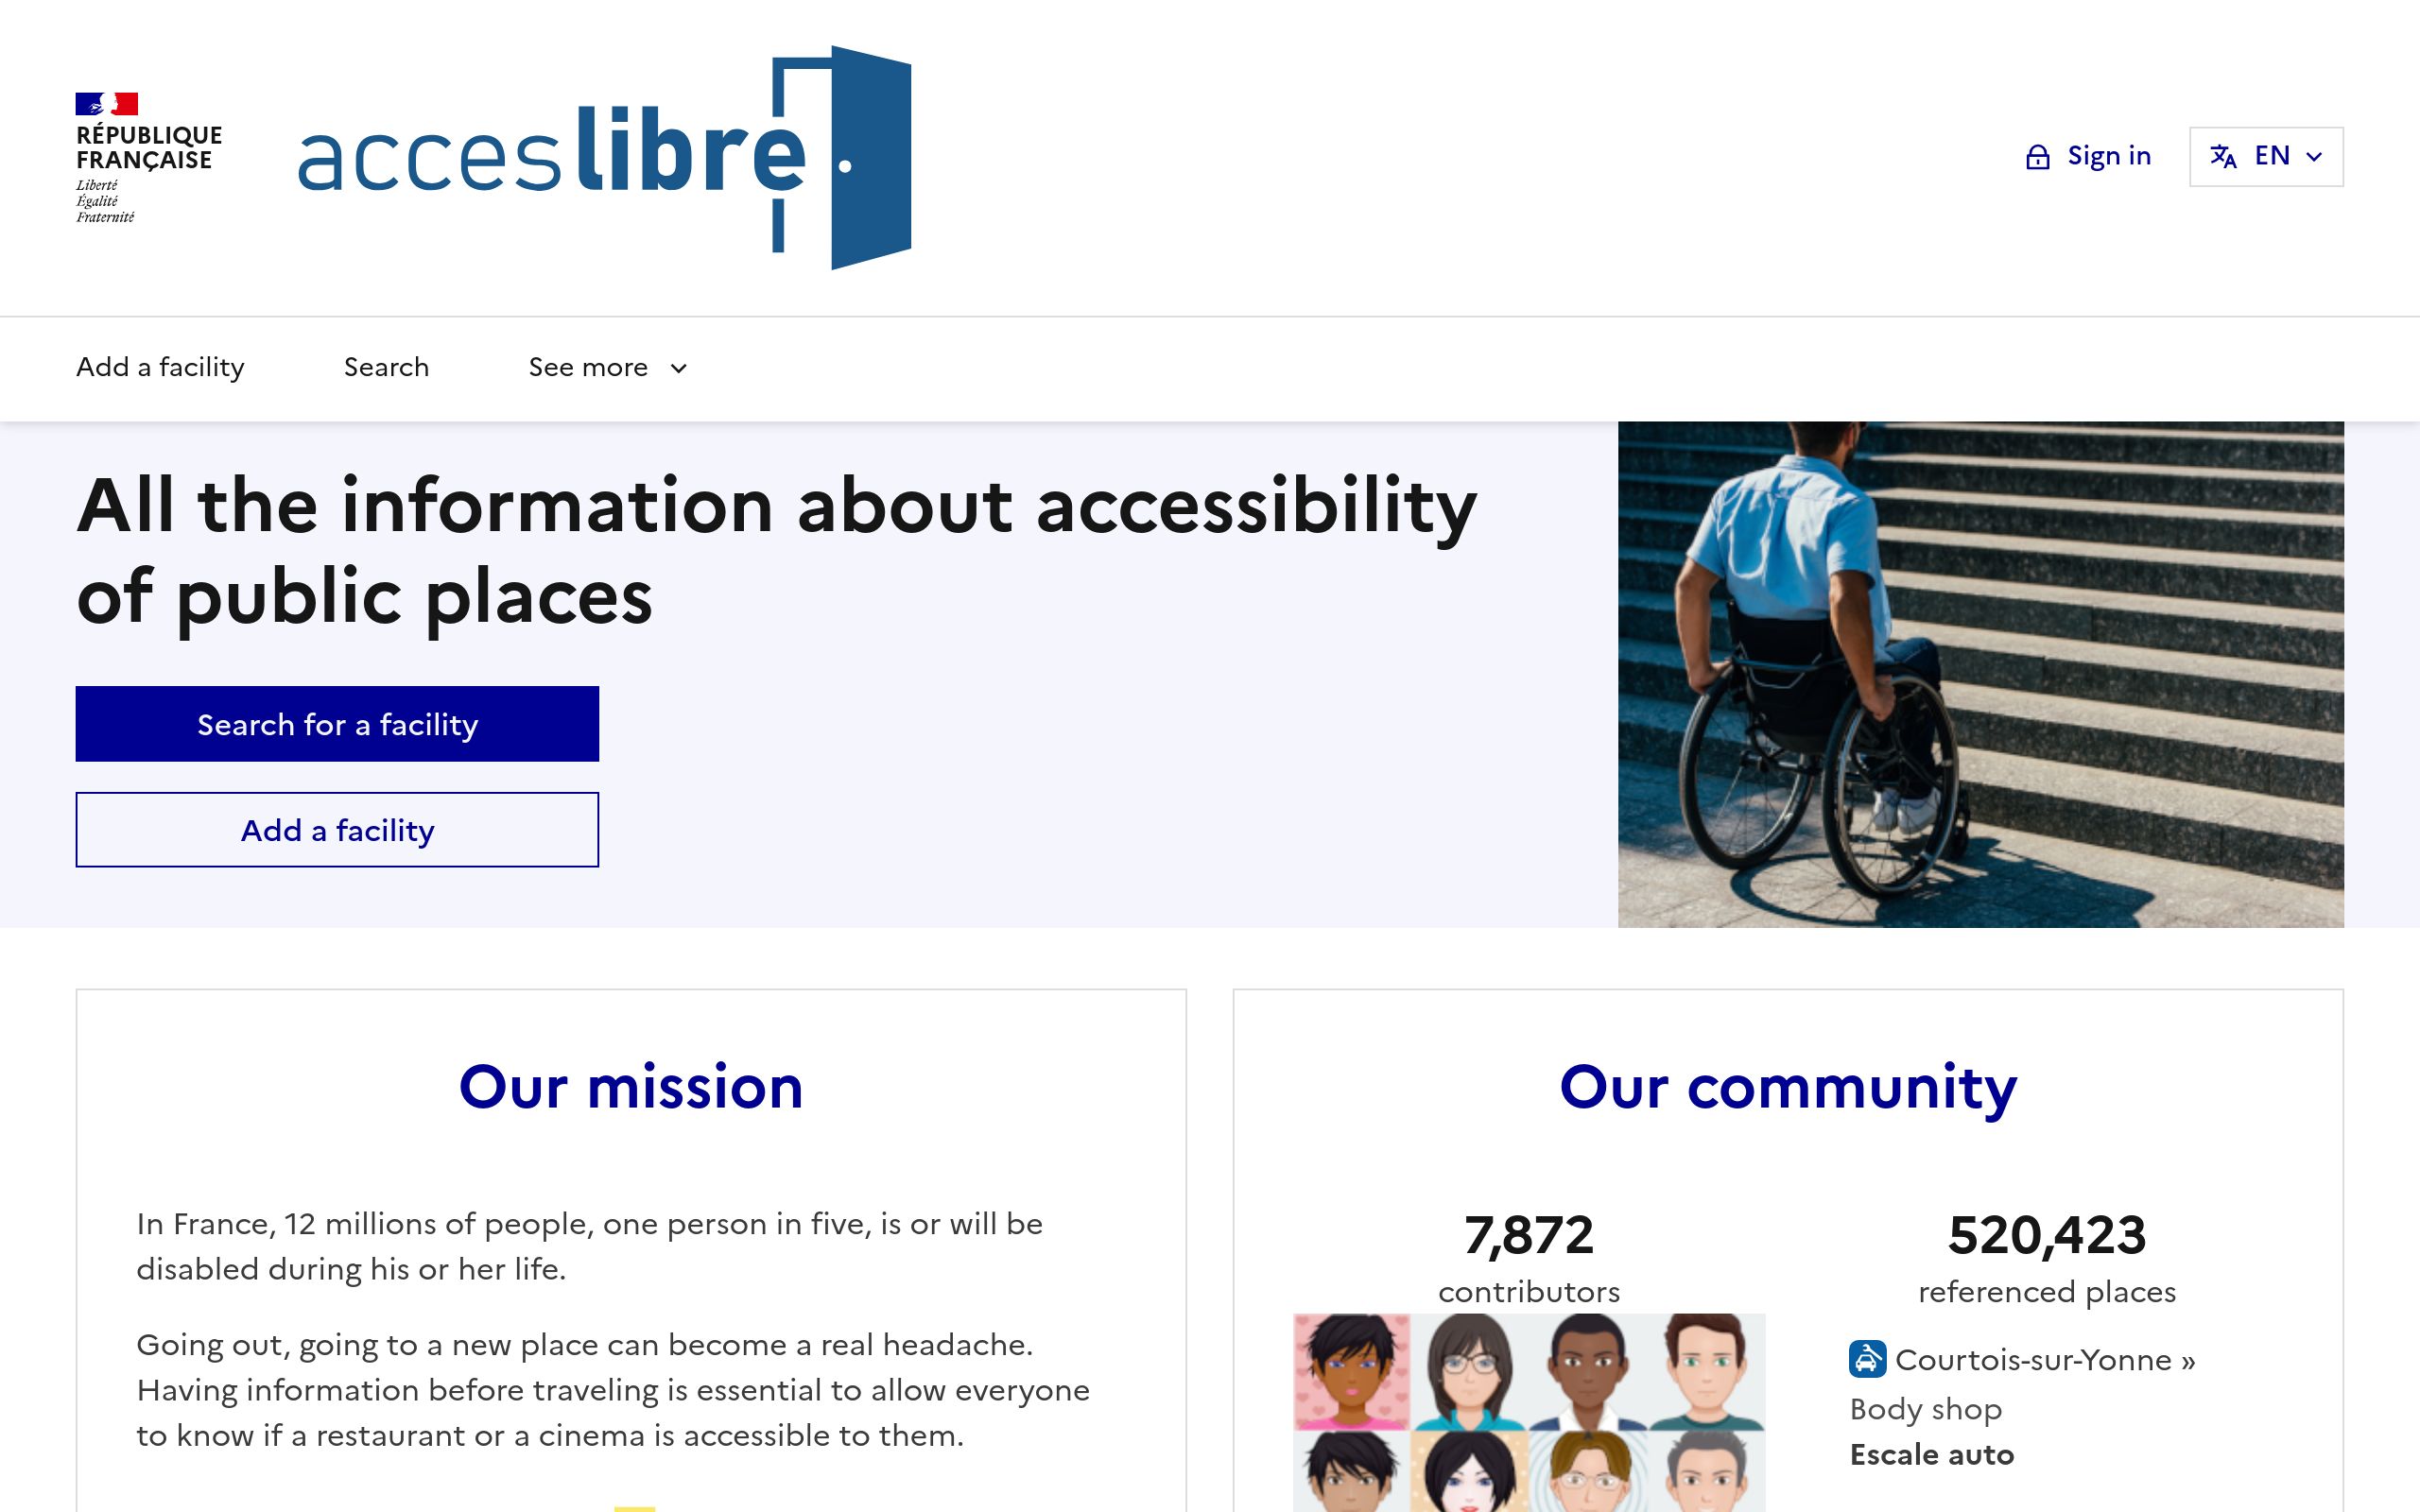 RÉPUBLIQUE
FRANÇAISE
Liberté
Égalité
Fraternité
acceslibre
Sign in
EN
Add a facility
Search
See more
All the information about accessibility
of public places
Search for a facility
Add a facility
Our mission
In France, 12 millions of people, one person in five, is or will be
disabled during his or her life.
Going out, going to a new place can become a real headache.
Having information before traveling is essential to allow everyone
to know if a restaurant or a cinema is accessible to them.
Our community
7,872
contributors
520,423
referenced places
Courtois-sur-Yonne »
Body shop
Escale auto